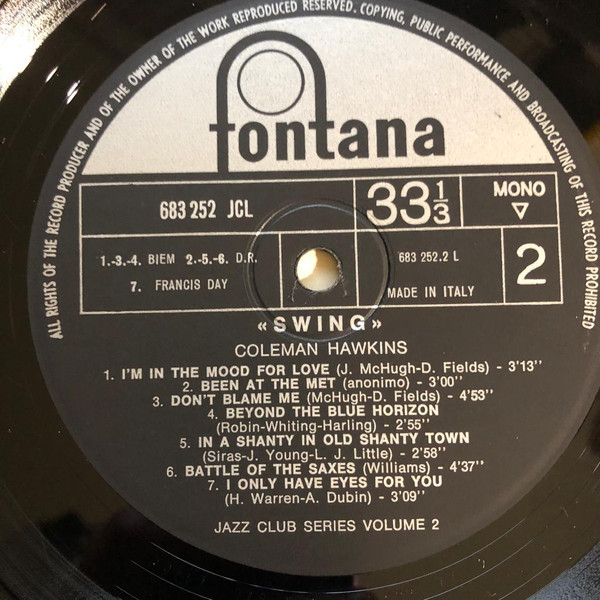 ALL RIGHTS OF THE RECORD PRODUCER AND OF THE OWNER OF THE WORK REPRODUCED RESERVED. COPYING, PUBLIC PERFORMANCE AND BROADCASTING OF THIS RECORD PROHIBITED
fontana
683 252 JCL
33 1/3
MONO
1.-3.-4. BIEM 2.-5.-6. D.R.
7. FRANCIS DAY
683 252.2 L
MADE IN ITALY
2
«SWING»
COLEMAN HAWKINS
1. I'M IN THE MOOD FOR LOVE (J. McHugh-D. Fields) - 3'13''
2. BEEN AT THE MET (anonimo) - 3'00''
3. DON'T BLAME ME (McHugh-D. Fields) - 4'53''
4. BEYOND THE BLUE HORIZON
(Robin-Whiting-Harling) - 2'55''
5. IN A SHANTY IN OLD SHANTY TOWN
(Siras-J. Young-L. J. Little) - 2'58''
6. BATTLE OF THE SAXES (Williams) - 4'37''
7. I ONLY HAVE EYES FOR YOU
(H. Warren-A. Dubin) - 3'09''
JAZZ CLUB SERIES VOLUME 2